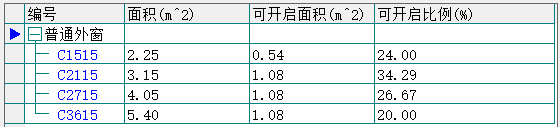 编号 面积(m^2) 可开启面积(m^2) 可开启比例(%)
普通外窗
C1515 2.25 0.54 24.00
C2115 3.15 1.08 34.29
C2715 4.05 1.08 26.67
C3615 5.40 1.08 20.00